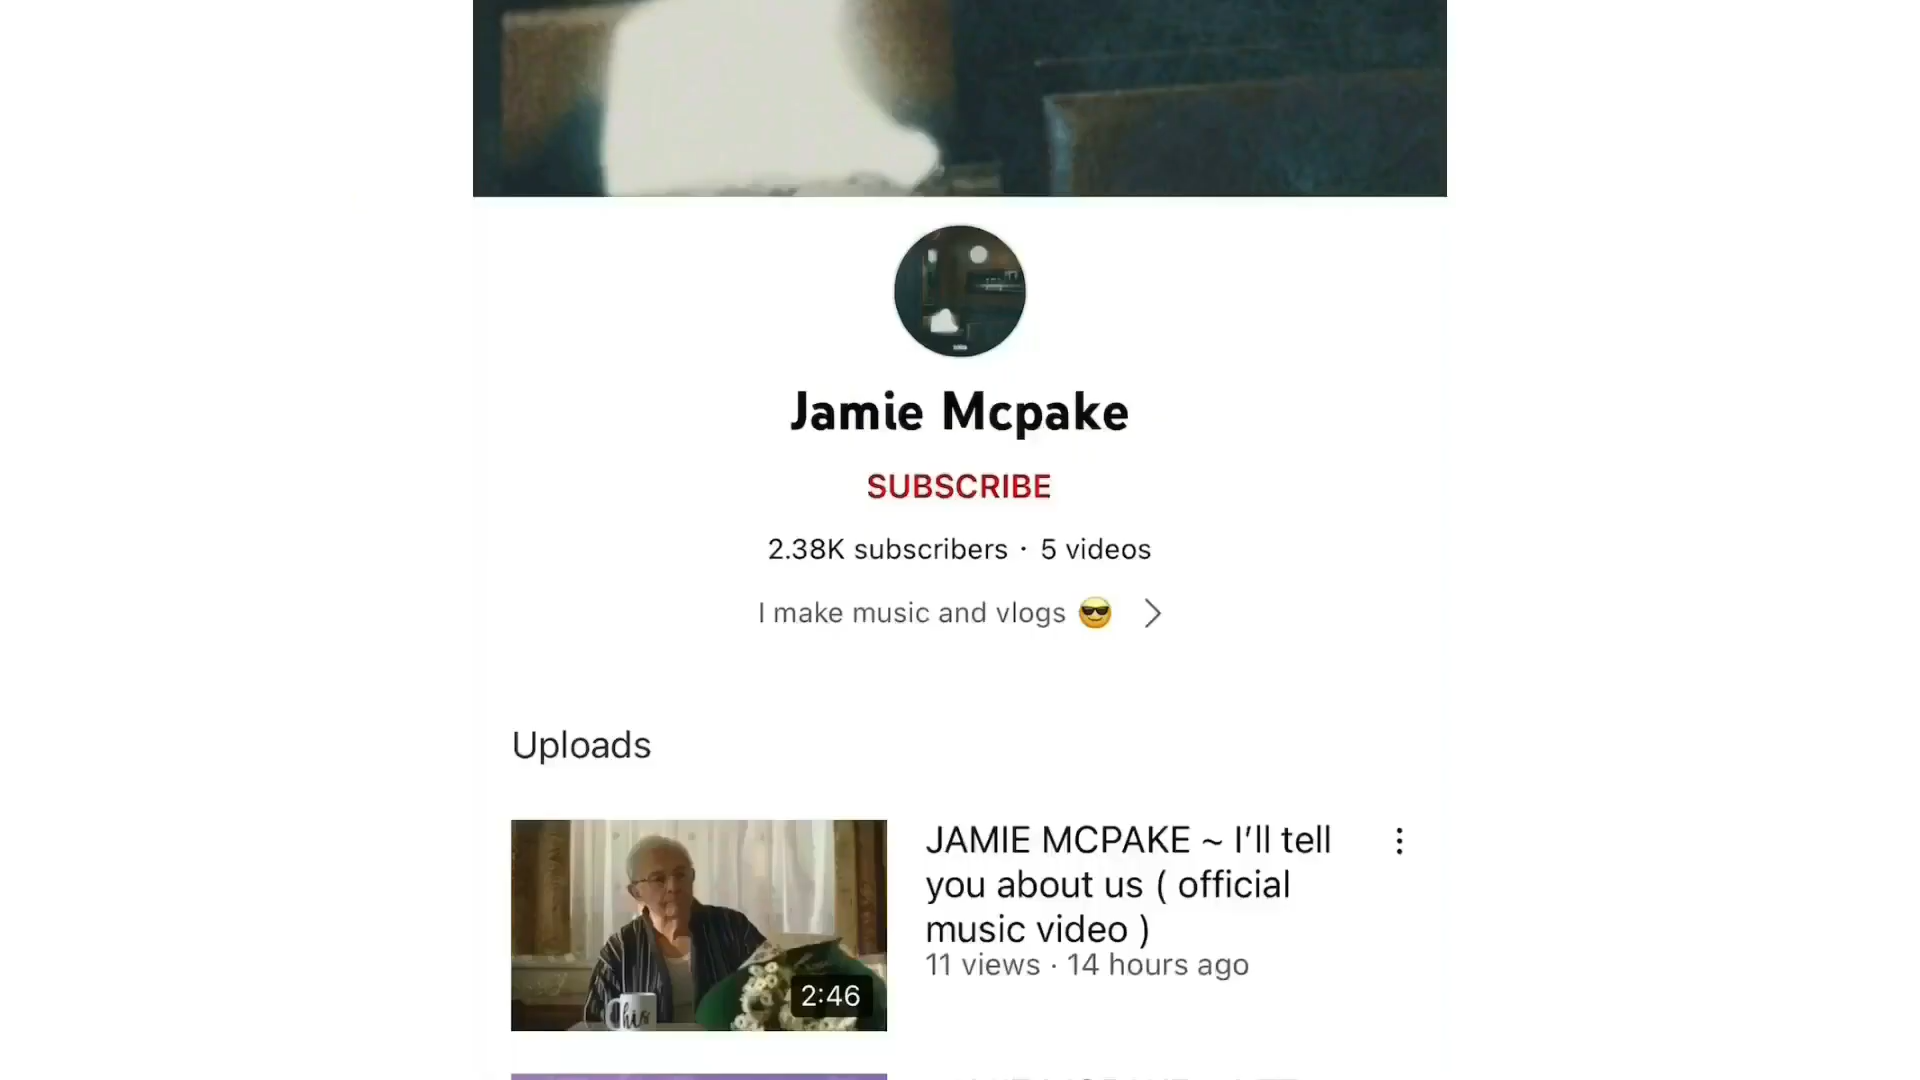 Jamie Mcpake
SUBSCRIBE
2.38K subscribers · 5 videos
I make music and vlogs 😎
Uploads
JAMIE MCPAKE ~ I’ll tell
you about us ( official
music video )
11 views · 14 hours ago
his
2:46